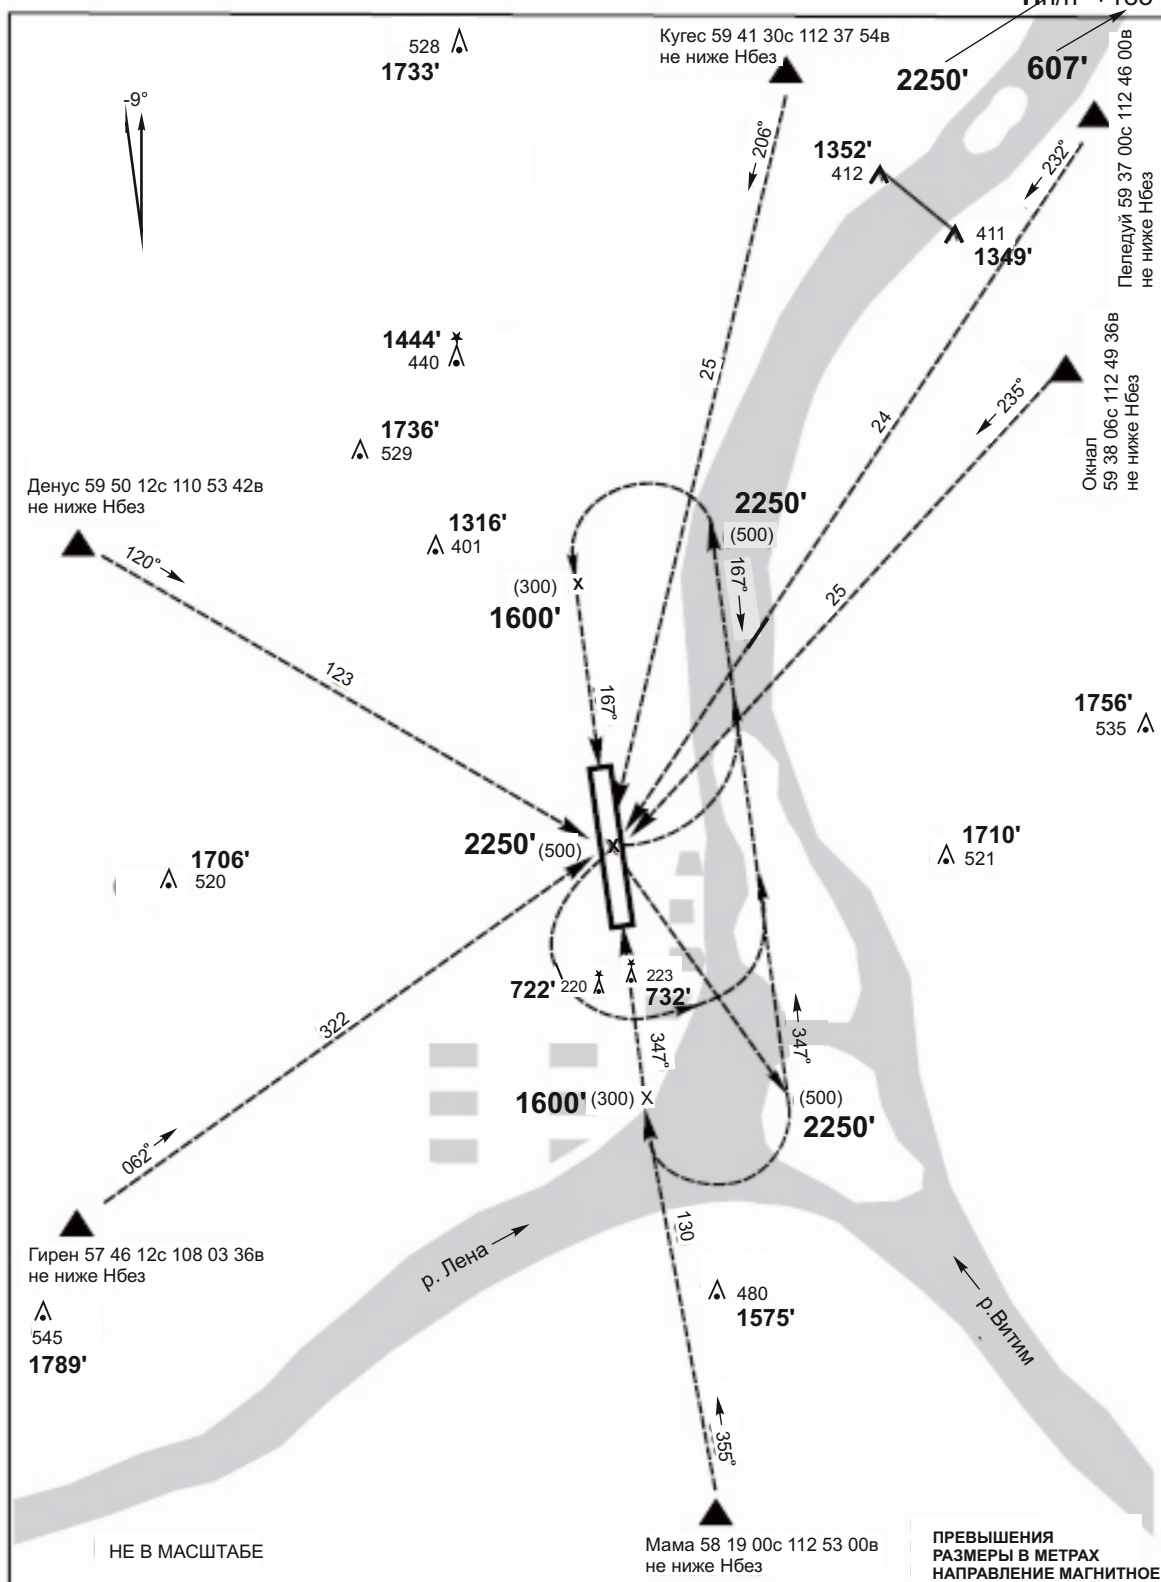 528
1733'
Кугес 59 41 30с 112 37 54в
не ниже Нбез
2250'
607'
Пеледуй 59 37 00с 112 46 00в
не ниже Нбез
-9°
206°
232°
1352'
412
411
1349'
1444'
440
25
24
235°
Окнал
59 38 06с 112 49 36в
не ниже Нбез
1736'
529
Денус 59 50 12с 110 53 42в
не ниже Нбез
1316'
401
2250'
(500)
120°
167°
(300)
1600'
25
123
167°
1756'
535
2250' (500) X
1710'
521
1706'
520
722' 220
223
732'
322
347°
347°
1600' (300) X
(500)
2250'
062°
130
Гирен 57 46 12с 108 03 36в
не ниже Нбез
р. Лена
480
1575'
р.Витим
545
1789'
355°
НЕ В МАСШТАБЕ
Мама 58 19 00с 112 53 00в
не ниже Нбез
ПРЕВЫШЕНИЯ
РАЗМЕРЫ В МЕТРАХ
НАПРАВЛЕНИЕ МАГНИТНОЕ